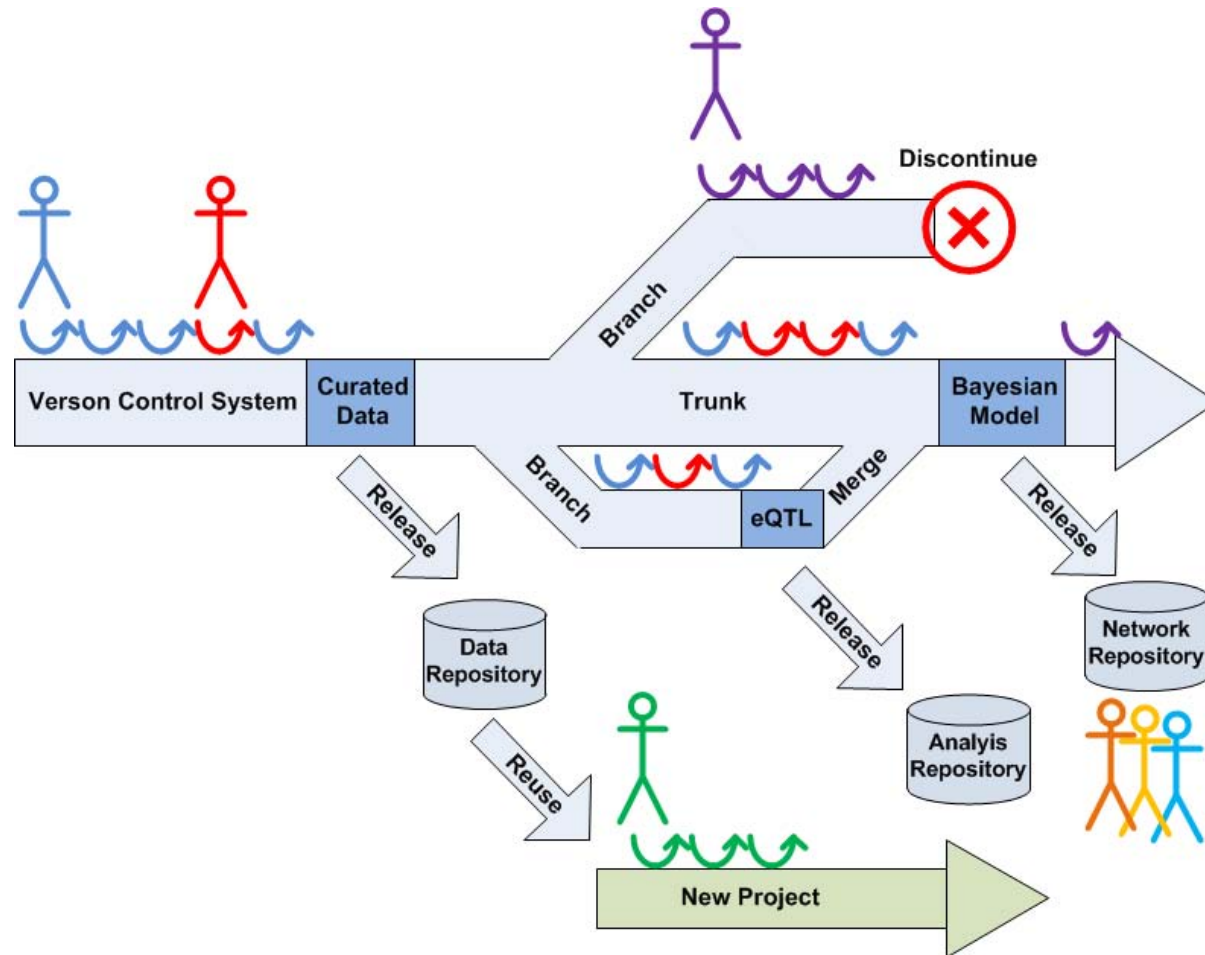 Discontinue
Branch
Verson Control System
Curated
Data
Trunk
Bayesian
Model
Branch
eQTL
Merge
Release
Release
Release
Data
Repository
Network
Repository
Reuse
Analyis
Repository
New Project